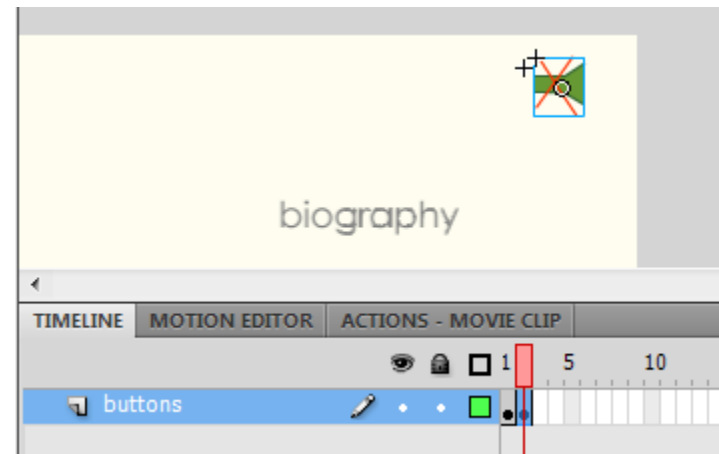 biography
TIMELINE MOTION EDITOR ACTIONS - MOVIE CLIP
1 5 10
buttons